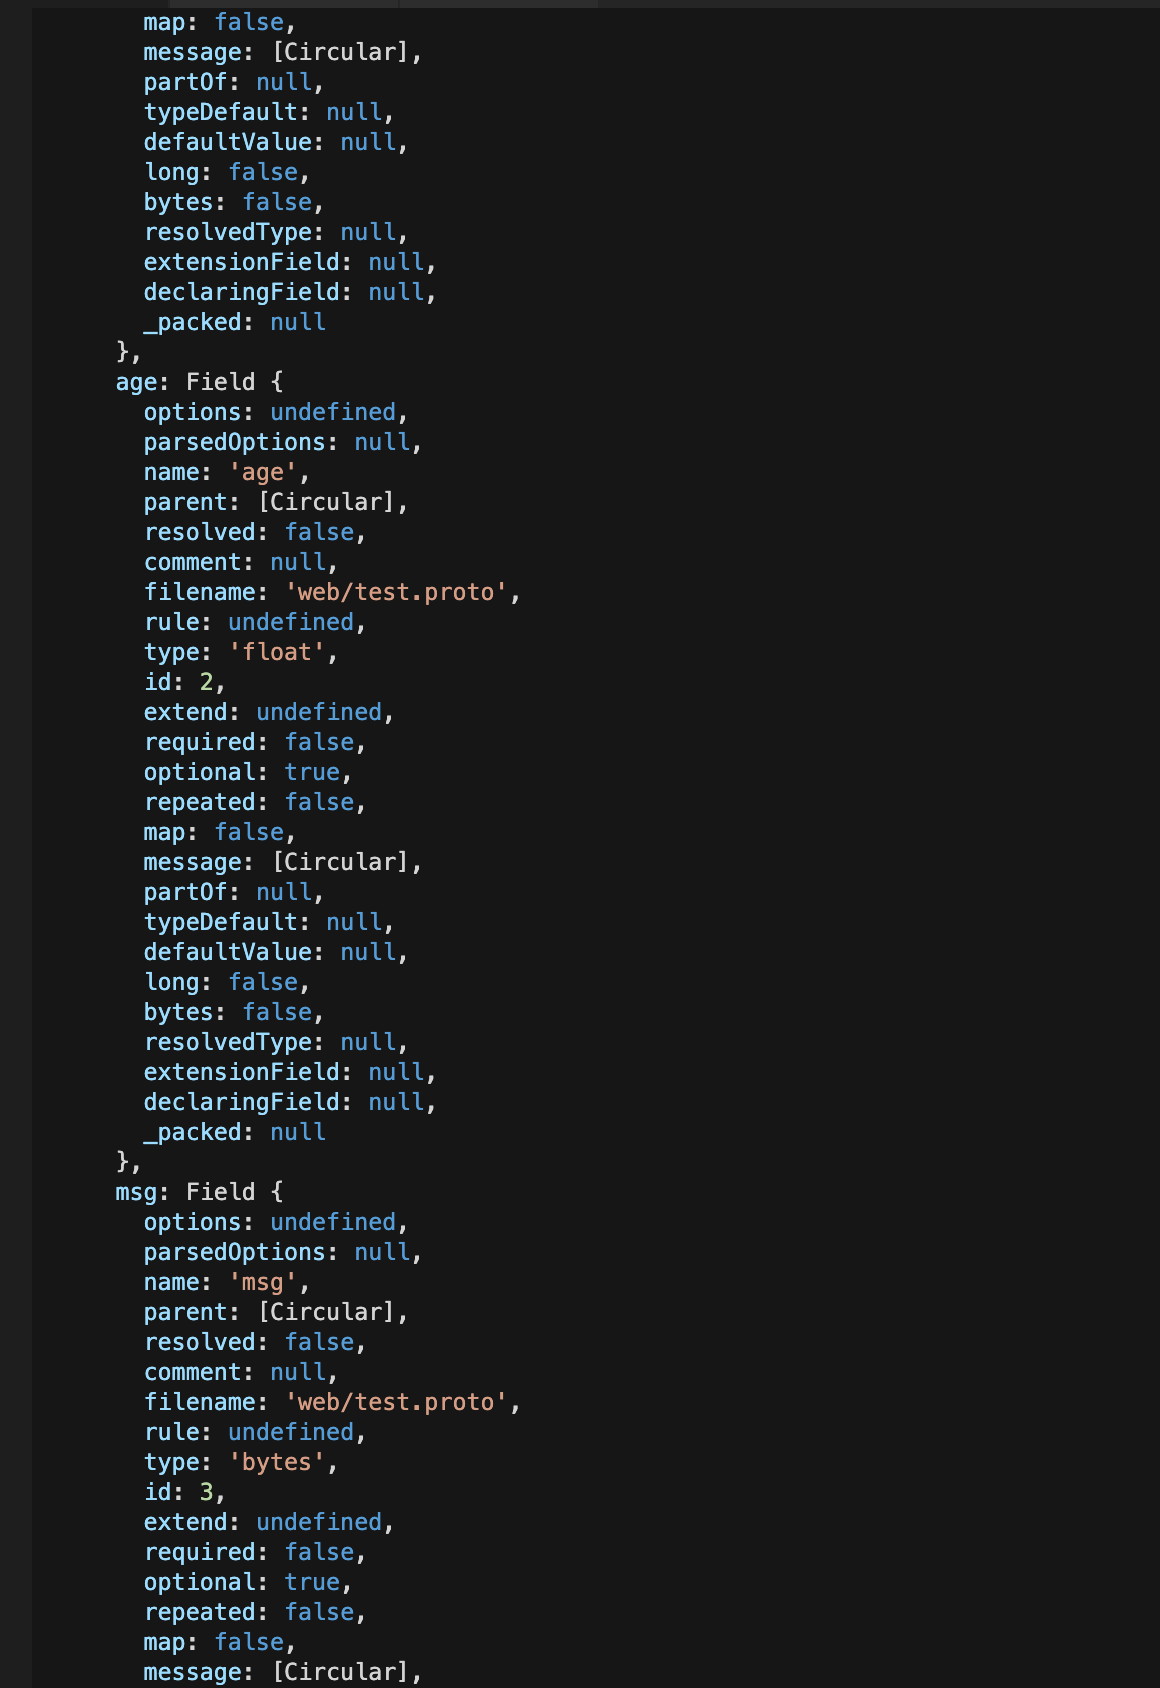 map: false,
message: [Circular],
partOf: null,
typeDefault: null,
defaultValue: null,
long: false,
bytes: false,
resolvedType: null,
extensionField: null,
declaringField: null,
_packed: null
},
age: Field {
options: undefined,
parsedOptions: null,
name: 'age',
parent: [Circular],
resolved: false,
comment: null,
filename: 'web/test.proto',
rule: undefined,
type: 'float',
id: 2,
extend: undefined,
required: false,
optional: true,
repeated: false,
map: false,
message: [Circular],
partOf: null,
typeDefault: null,
defaultValue: null,
long: false,
bytes: false,
resolvedType: null,
extensionField: null,
declaringField: null,
_packed: null
},
msg: Field {
options: undefined,
parsedOptions: null,
name: 'msg',
parent: [Circular],
resolved: false,
comment: null,
filename: 'web/test.proto',
rule: undefined,
type: 'bytes',
id: 3,
extend: undefined,
required: false,
optional: true,
repeated: false,
map: false,
message: [Circular],